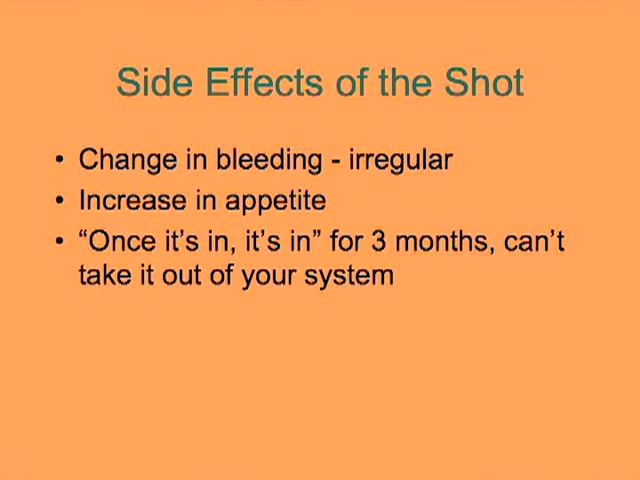 Side Effects of the Shot
• Change in bleeding - irregular
• Increase in appetite
• “Once it’s in, it’s in” for 3 months, can’t
take it out of your system